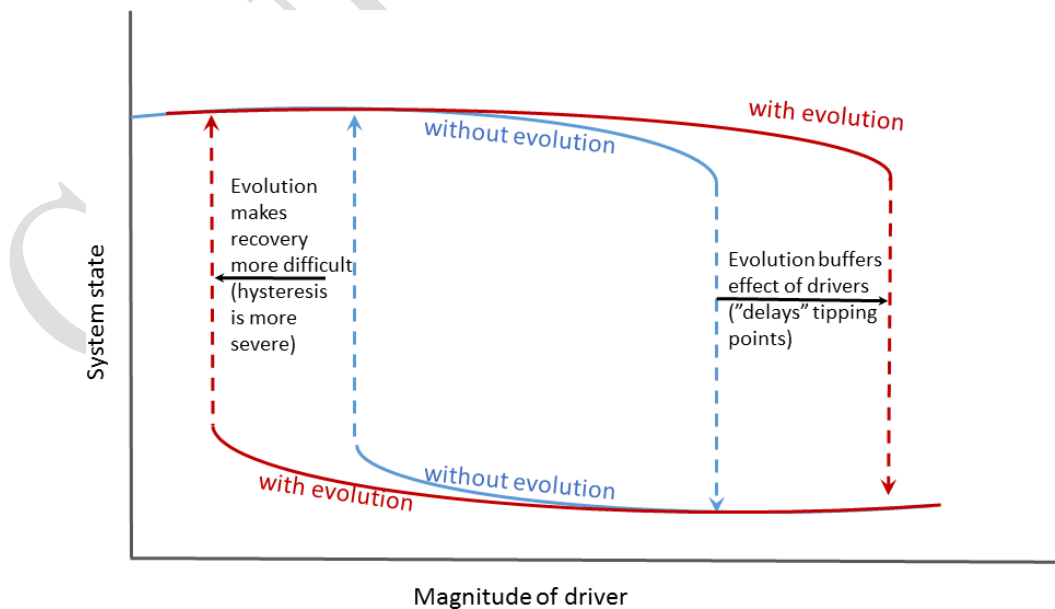 with evolution
without evolution
Evolution
makes
recovery
more difficult
(hysteresis
is more
severe)
Evolution buffers
effect of drivers
("delays" tipping
points)
System state
with evolution
without evolution
Magnitude of driver